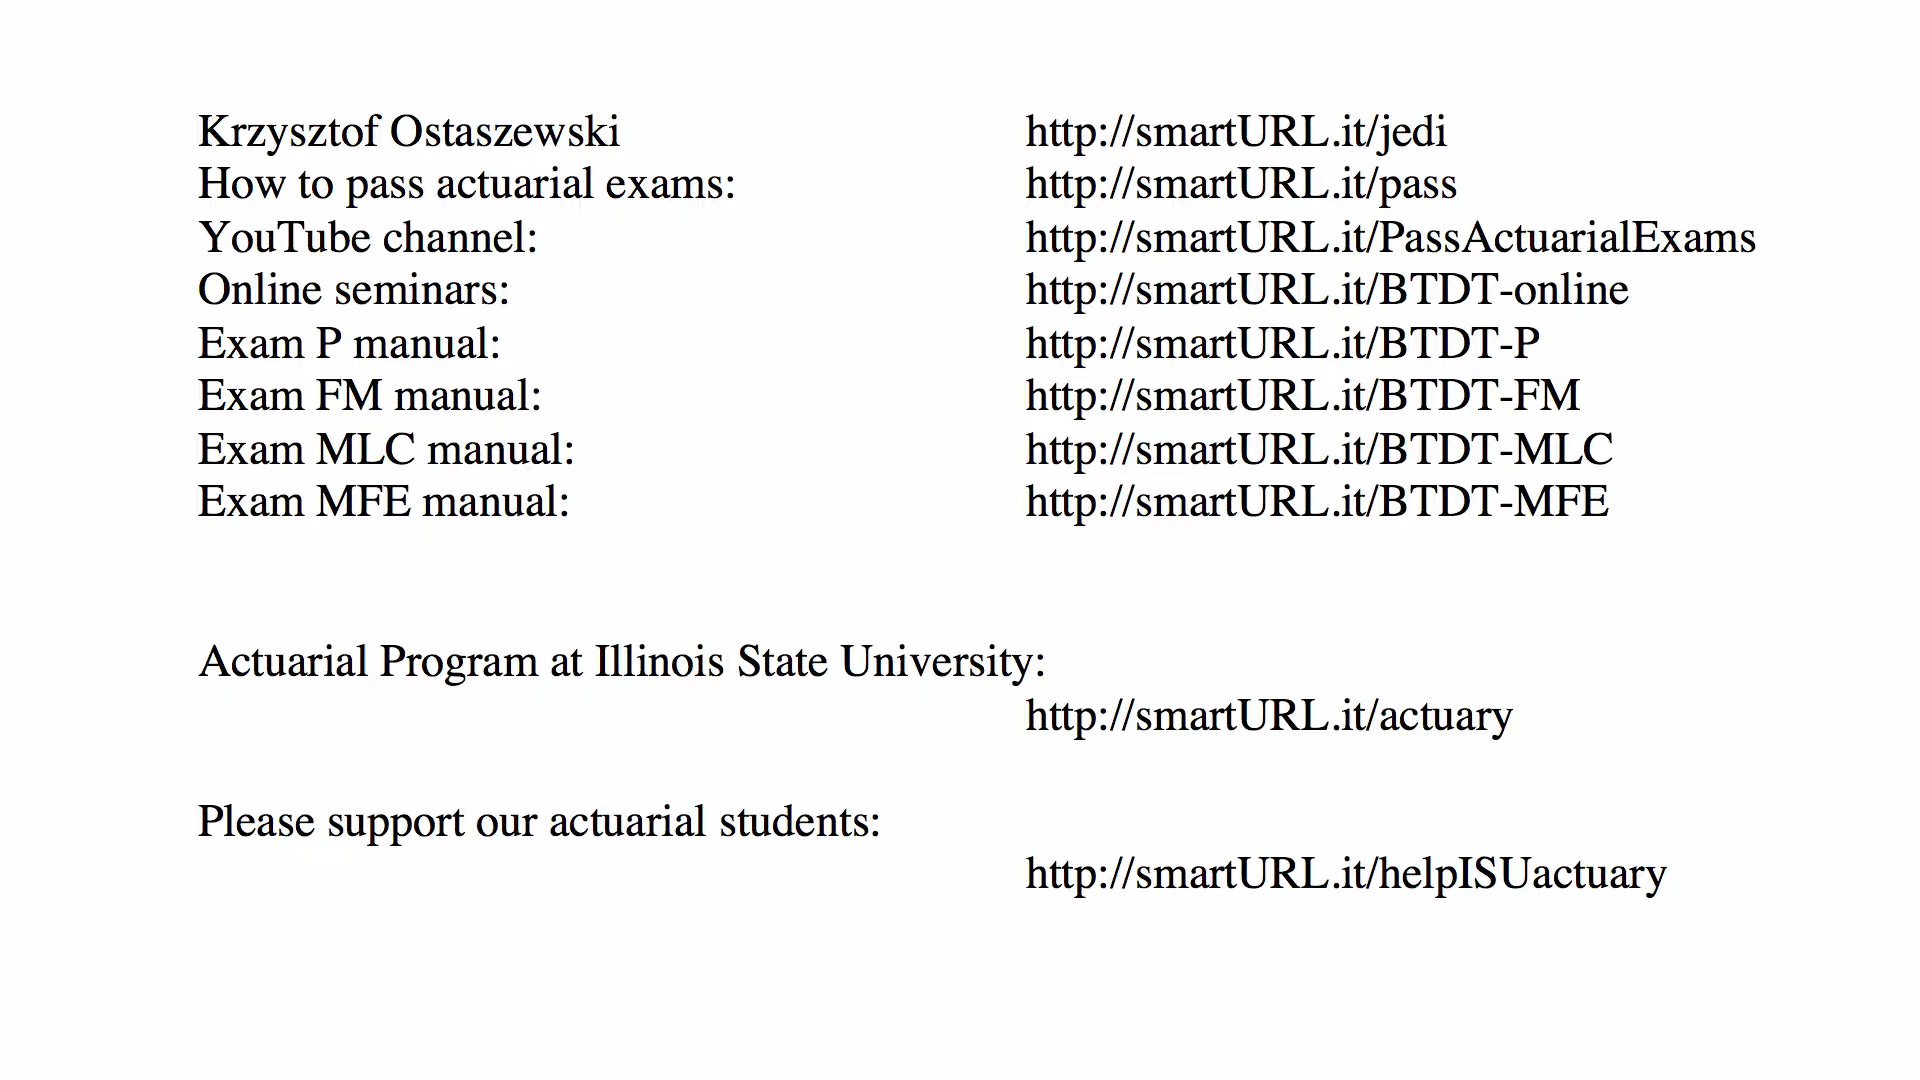 Krzysztof Ostaszewski http://smartURL.it/jedi
How to pass actuarial exams: http://smartURL.it/pass
YouTube channel: http://smartURL.it/PassActuarialExams
Online seminars: http://smartURL.it/BTDT-online
Exam P manual: http://smartURL.it/BTDT-P
Exam FM manual: http://smartURL.it/BTDT-FM
Exam MLC manual: http://smartURL.it/BTDT-MLC
Exam MFE manual: http://smartURL.it/BTDT-MFE
Actuarial Program at Illinois State University:
http://smartURL.it/actuary
Please support our actuarial students:
http://smartURL.it/helpISUactuary